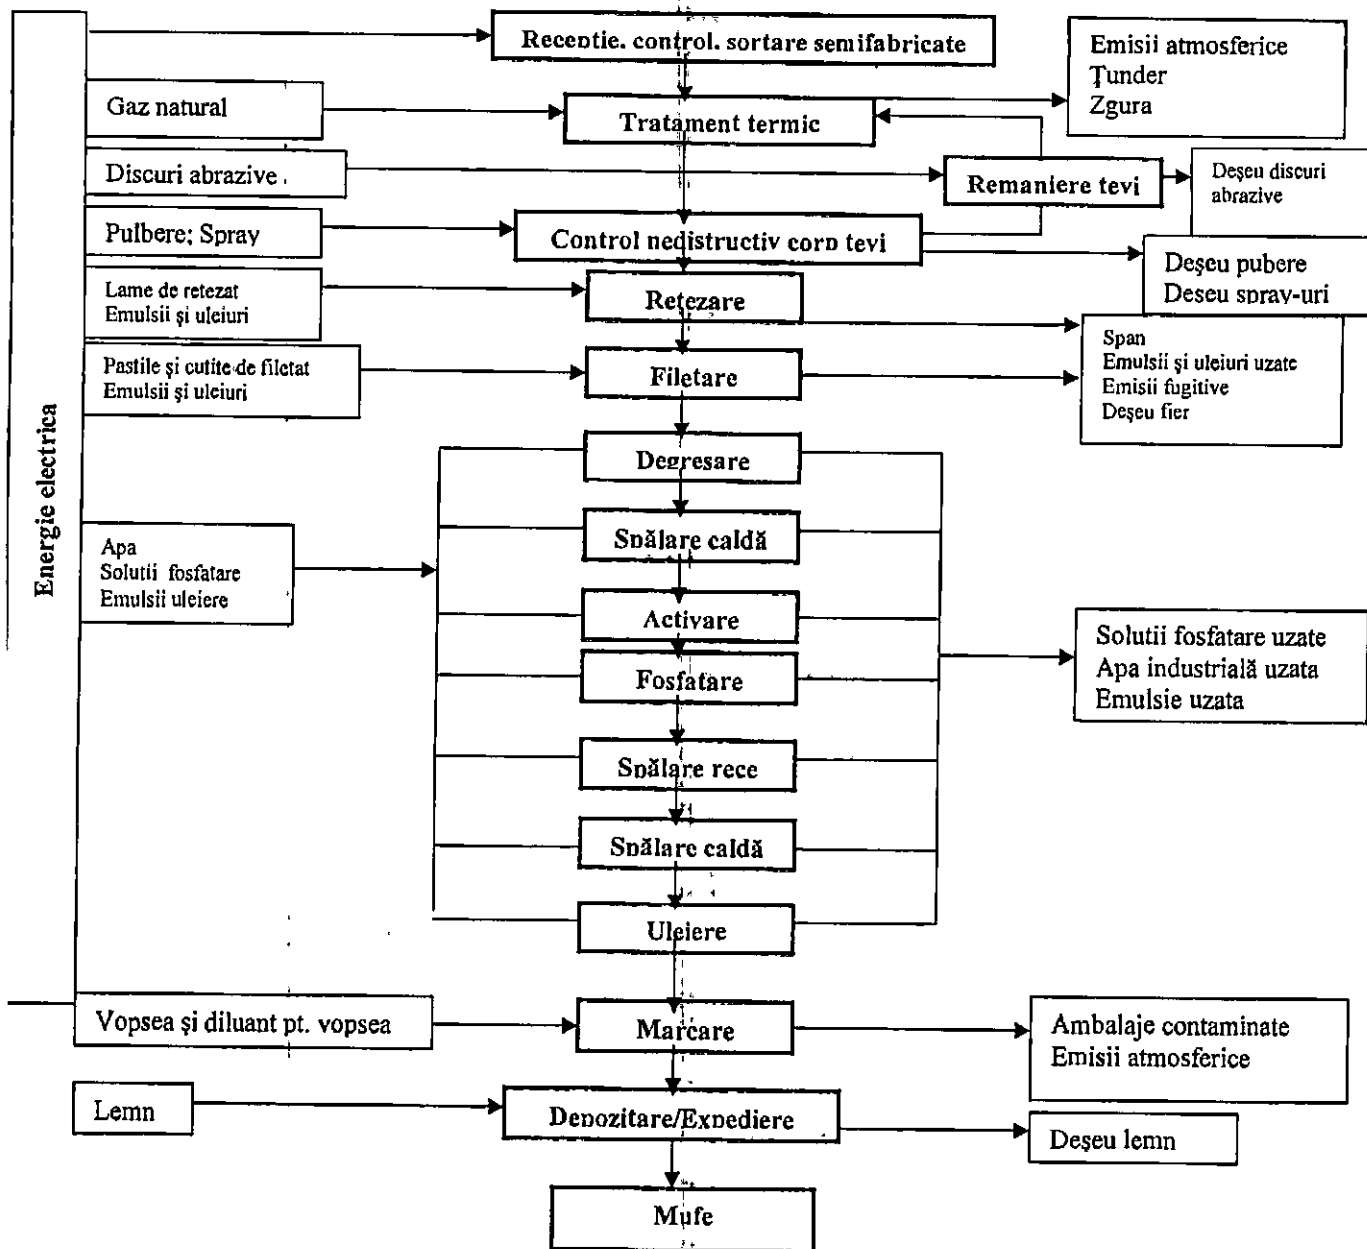 Receptie, control, sortare semifabricate
Emisii atmosferice
Ţunder
Zgura
Gaz natural
Tratament termic
Discuri abrazive
Remaniere tevi
Deşeu discuri
abrazive
Pulbere; Spray
Control nedistructiv corp tevi
Deşeu pubere
Deseu spray-uri
Lame de retezat
Emulsii şi uleiuri
Retezare
Span
Emulsii şi uleiuri uzate
Emisii fugitive
Deşeu fier
Pastile şi cutite de filetat
Emulsii şi uleiuri
Filetare
Energie electrica
Degresare
Spălare caldă
Apa
Solutii fosfatare
Emulsii uleiere
Activare
Fosfatare
Solutii fosfatare uzate
Apa industrială uzata
Emulsie uzata
Spălare rece
Spălare caldă
Uleiere
Vopsea şi diluant pt. vopsea
Marcare
Ambalaje contaminate
Emisii atmosferice
Lemn
Depozitare/Expediere
Deşeu lemn
Mufe